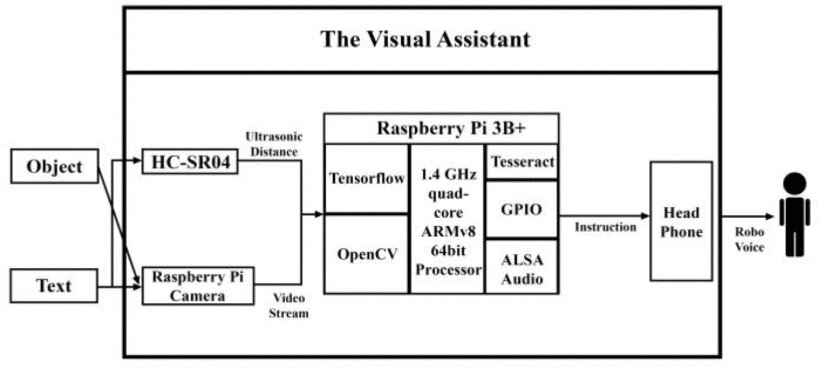 The Visual Assistant
Object
Text
HC-SR04
Ultrasonic
Distance
Raspberry Pi
Camera
Video
Stream
Raspberry Pi 3B+
Tensorflow
OpenCV
1.4 GHz
quad-
core
ARMv8
64bit
Processor
Tesseract
GPIO
ALSA
Audio
Instruction
Head
Phone
Robo
Voice